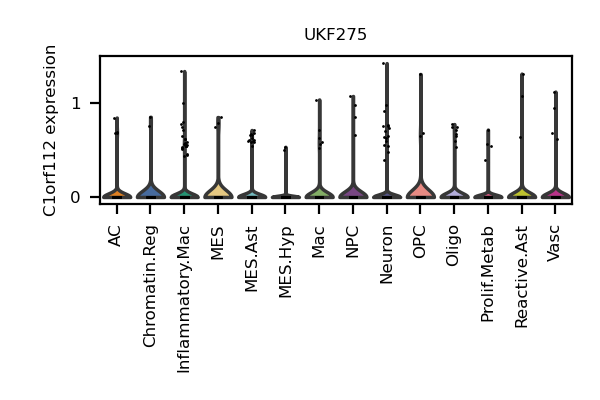 UKF275
C1orf112 expression
1
0
AC
Chromatin.Reg
Inflammatory.Mac
MES
MES.Ast
MES.Hyp
Mac
NPC
Neuron
OPC
Oligo
Prolif.Metab
Reactive.Ast
Vasc